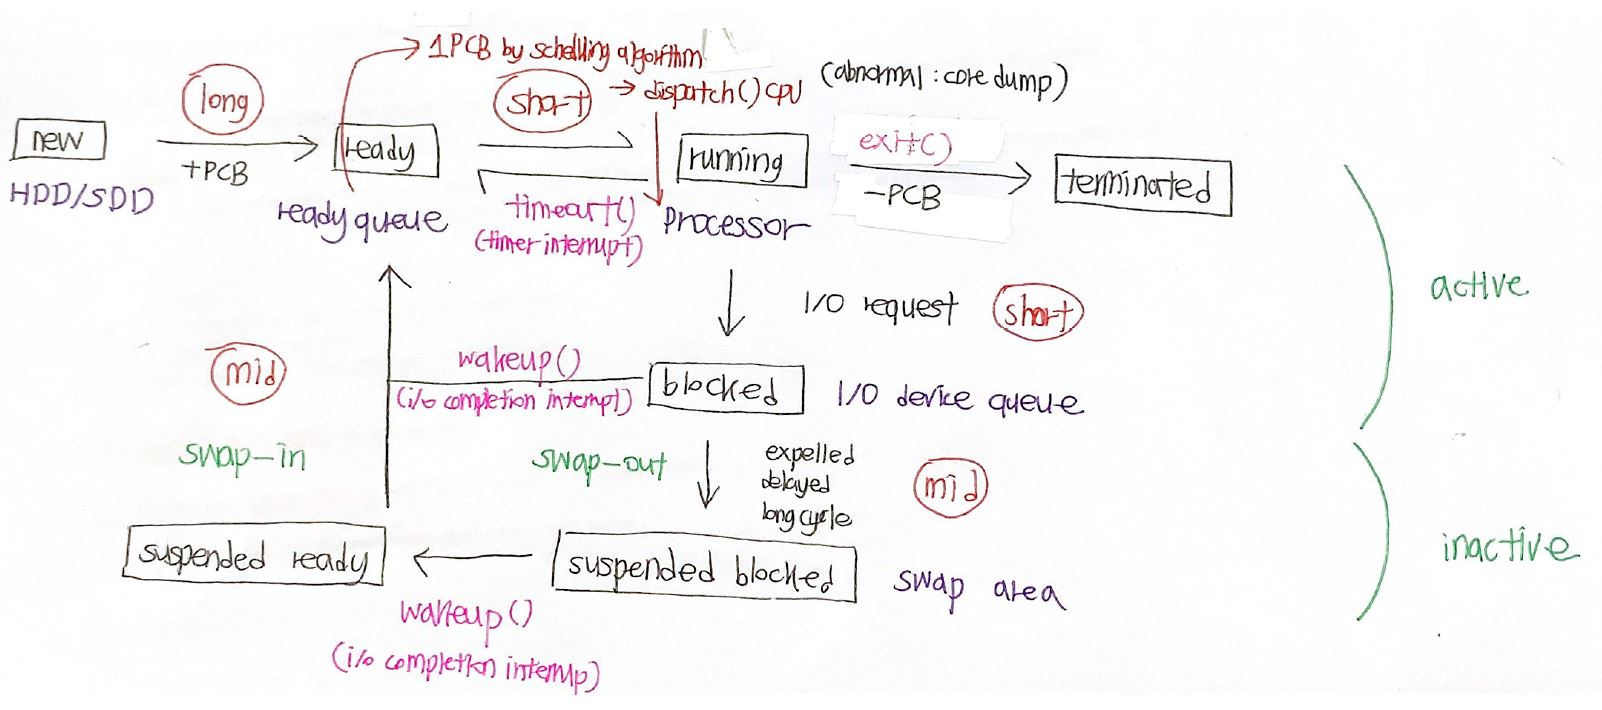 1PCB by schelling algorithm
long
short
→ dispatch() CPU
(abnormal : core dump)
new
ready
running
exit()
terminated
+PCB
-PCB
HDD/SDD
ready queue
timeout()
(timer interrupt)
processor
active
I/O request
short
mid
wakeup()
(i/o completion interrupt)
blocked
I/O device queue
swap-in
swap-out
expelled
delayed
long cycle
mid
suspended ready
suspended blocked
inactive
swap area
wakeup()
(i/o completion interrup)